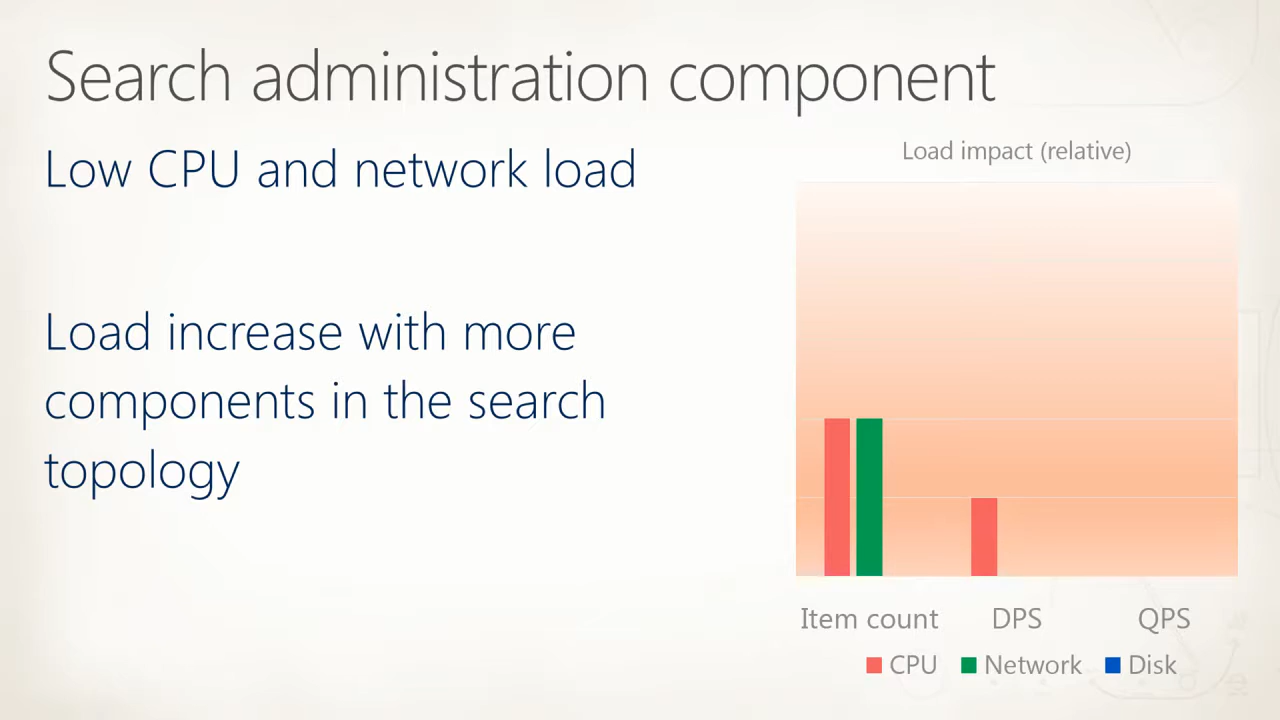 Search administration component
Low CPU and network load
Load increase with more
components in the search
topology
Load impact (relative)
Item count DPS QPS
CPU Network Disk